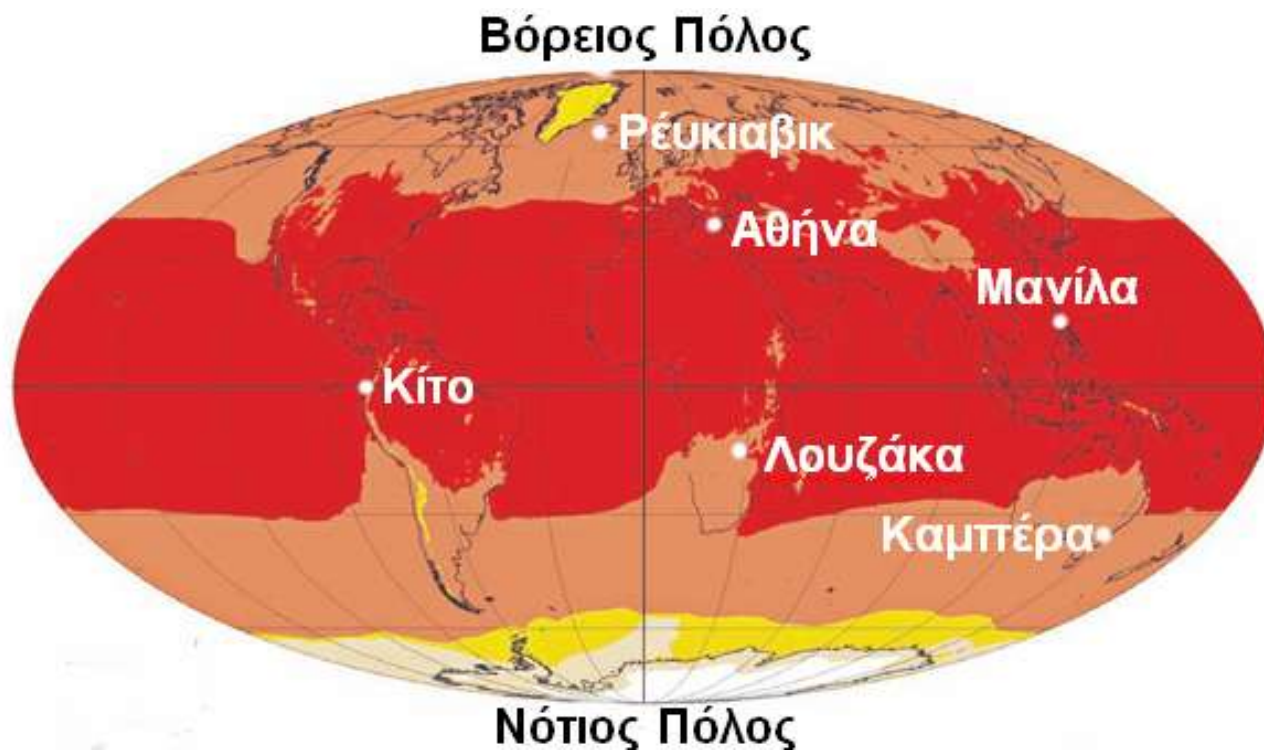 Βόρειος Πόλος
Ρέυκιαβικ
Αθήνα
Μανίλα
Κίτο
Λουζάκα
Καμπέρα
Νότιος Πόλος